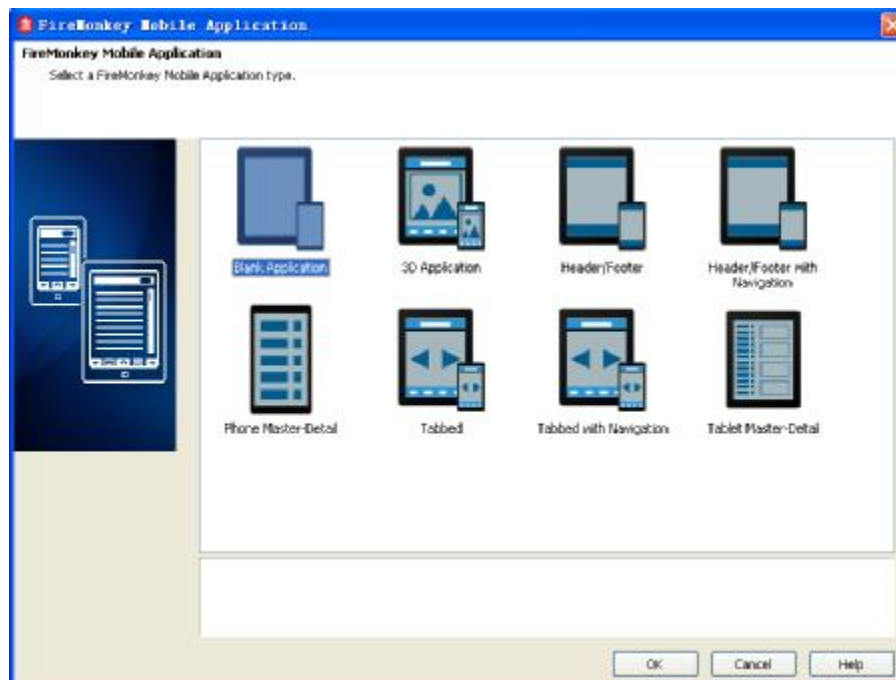 FireMonkey Mobile Application
FireMonkey Mobile Application
Select a FireMonkey Mobile Application type.
Blank Application
3D Application
Header/Footer
Header/Footer with
Navigation
Phone Master-Detail
Tabbed
Tabbed with Navigation
Tablet Master-Detail
OK
Cancel
Help